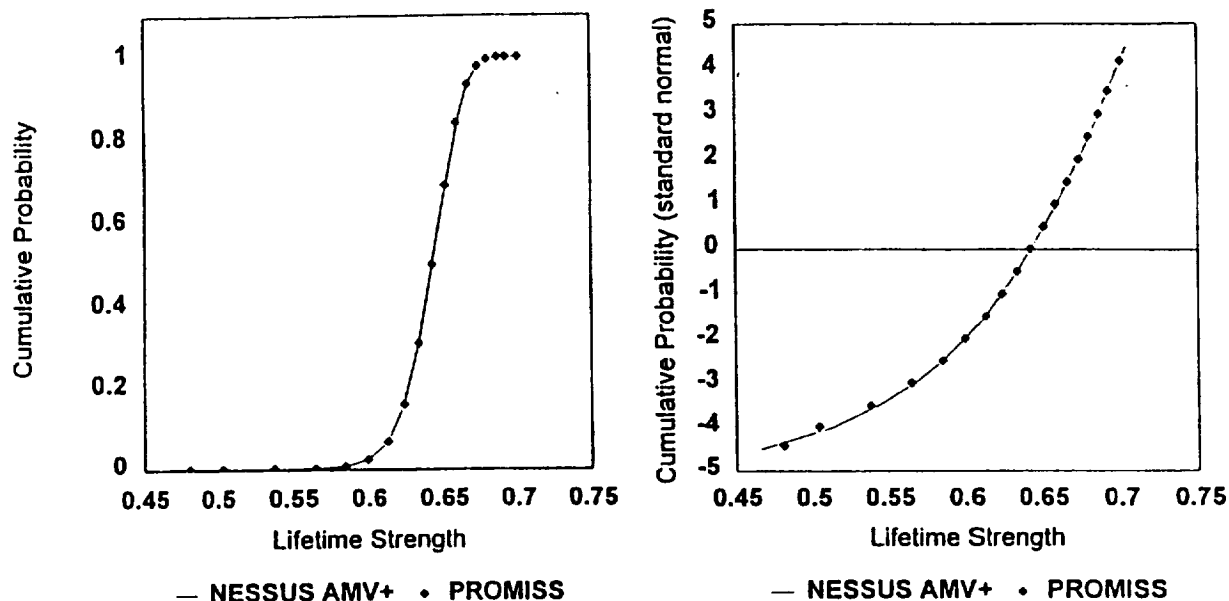 Cumulative Probability
1
0.8
0.6
0.4
0.2
0
0.45 0.5 0.55 0.6 0.65 0.7 0.75
Lifetime Strength
— NESSUS AMV+ • PROMISS
Cumulative Probability (standard normal)
5
4
3
2
1
0
-1
-2
-3
-4
-5
0.45 0.5 0.55 0.6 0.65 0.7 0.75
Lifetime Strength
— NESSUS AMV+ • PROMISS